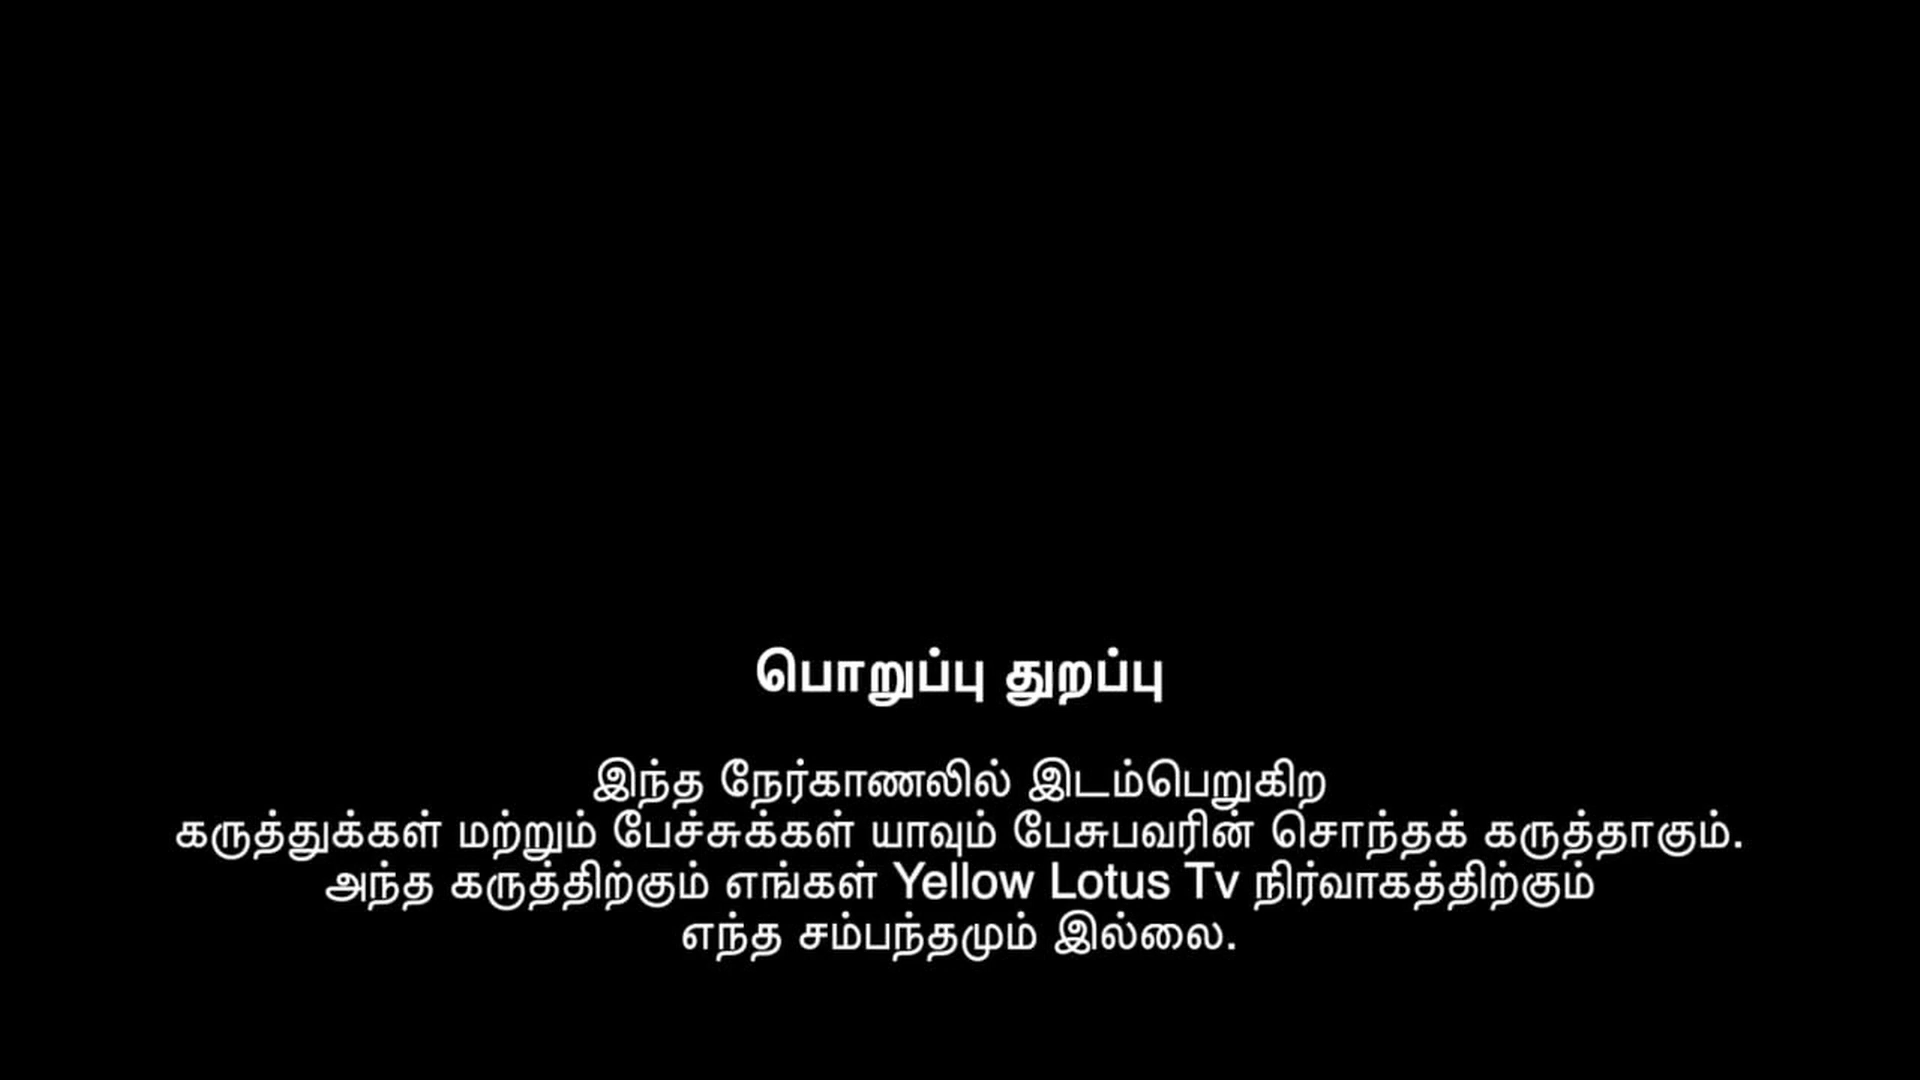 பொறுப்பு துறப்பு
இந்த நேர்காணலில் இடம்பெறுகிற
கருத்துக்கள் மற்றும் பேச்சுக்கள் யாவும் பேசுபவரின் சொந்தக் கருத்தாகும்.
அந்த கருத்திற்கும் எங்கள் Yellow Lotus Tv நிர்வாகத்திற்கும்
எந்த சம்பந்தமும் இல்லை.